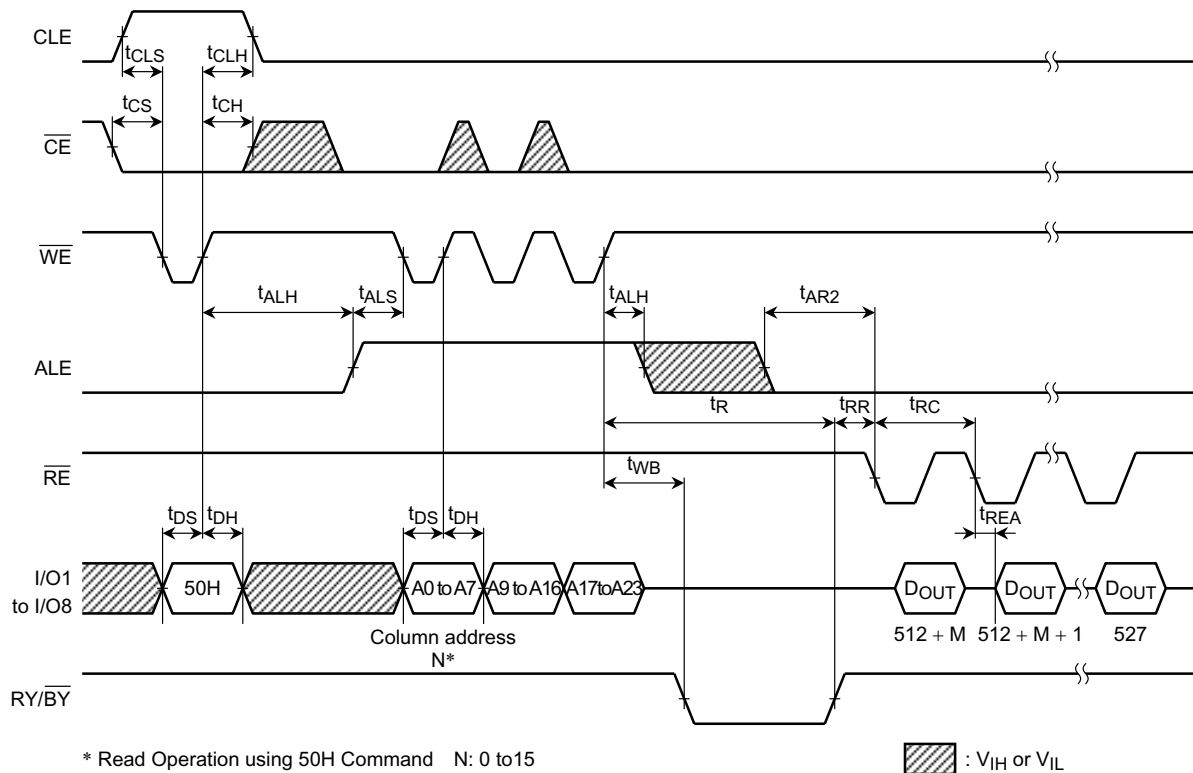 CLE
tCLS tCLH
tCS tCH
CE
WE
tALH tALS tALH tAR2
ALE
tR tRR tRC
RE
tWB
tDS tDH tDS tDH tREA
I/O1
to I/O8
50H A0 to A7 A9 to A16 A17 to A23 DOUT DOUT DOUT
512 + M 512 + M + 1 527
Column address
N*
RY/BY
* Read Operation using 50H Command N: 0 to15
: VIH or VIL